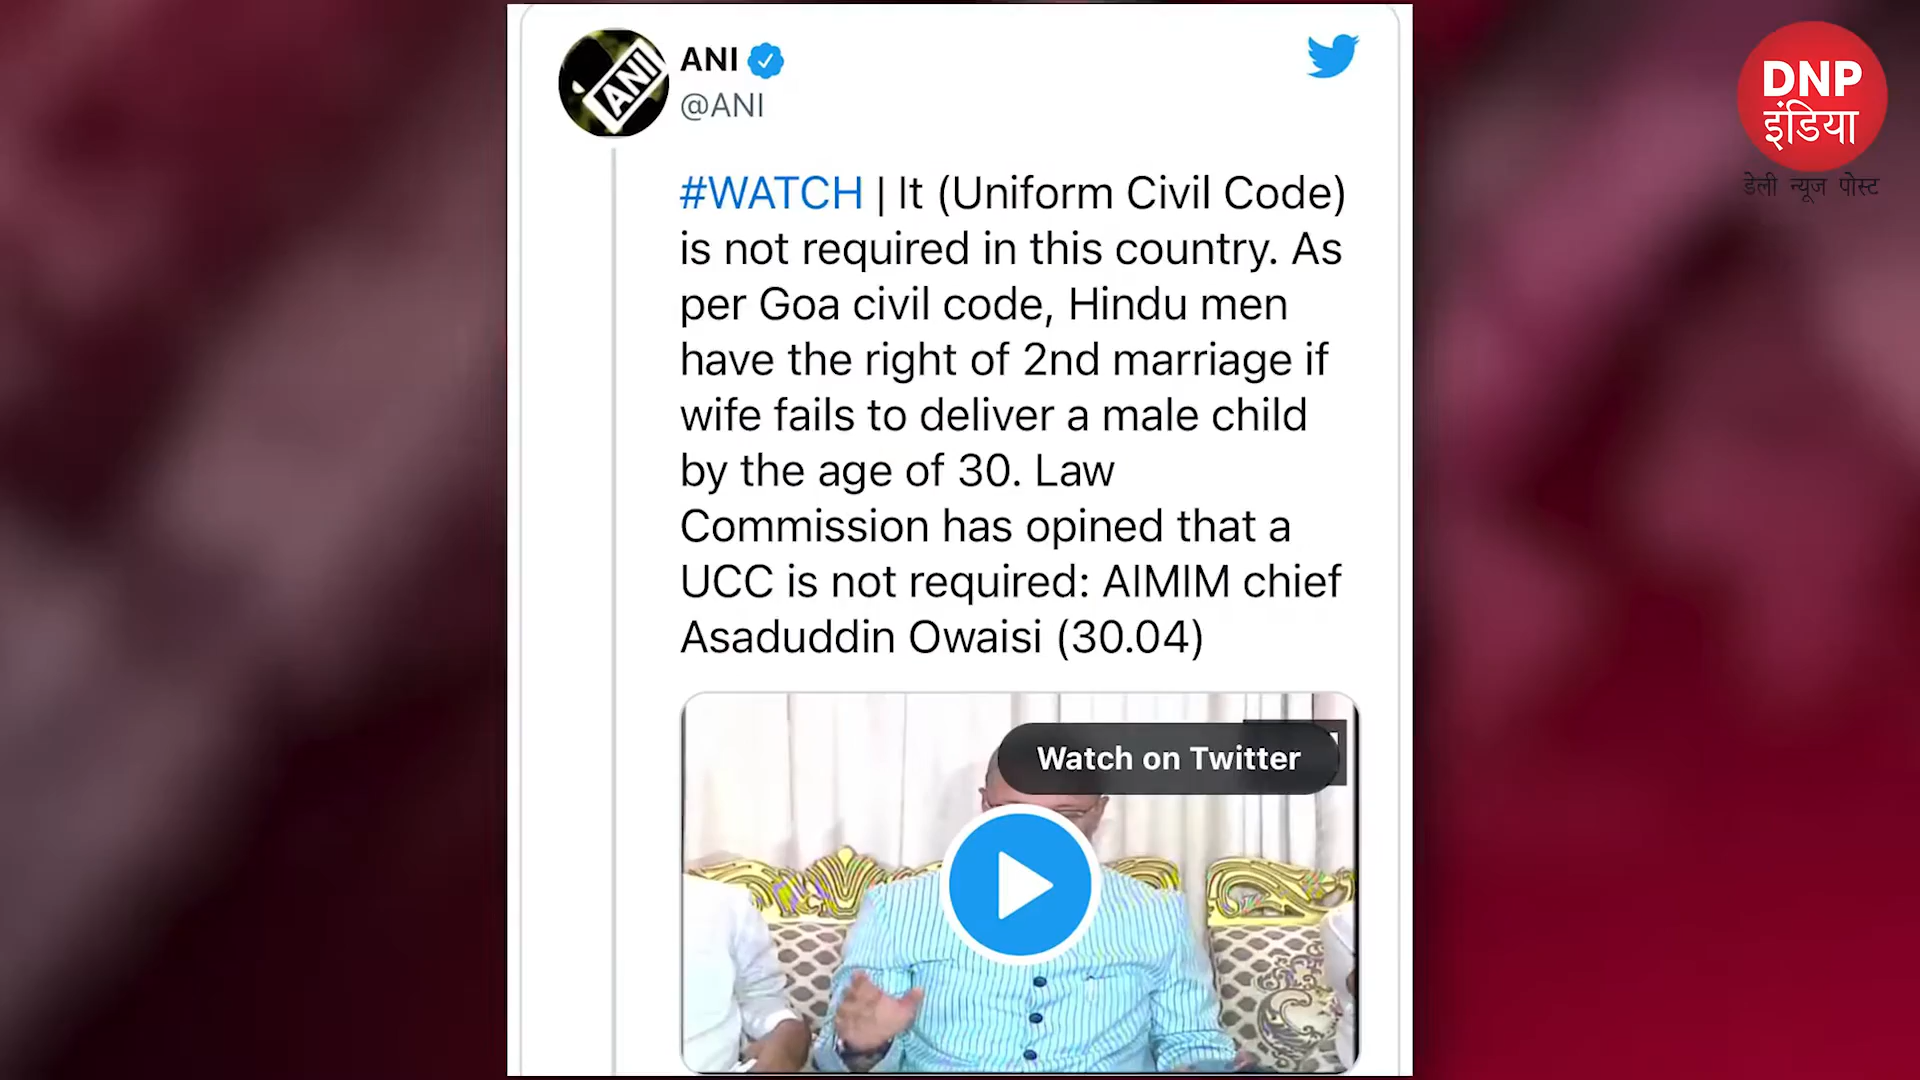 ANI
@ANI
ANI
#WATCH | It (Uniform Civil Code)
is not required in this country. As
per Goa civil code, Hindu men
have the right of 2nd marriage if
wife fails to deliver a male child
by the age of 30. Law
Commission has opined that a
UCC is not required: AIMIM chief
Asaduddin Owaisi (30.04)
Watch on Twitter
DNP
इंडिया
डेली न्यूज पोस्ट